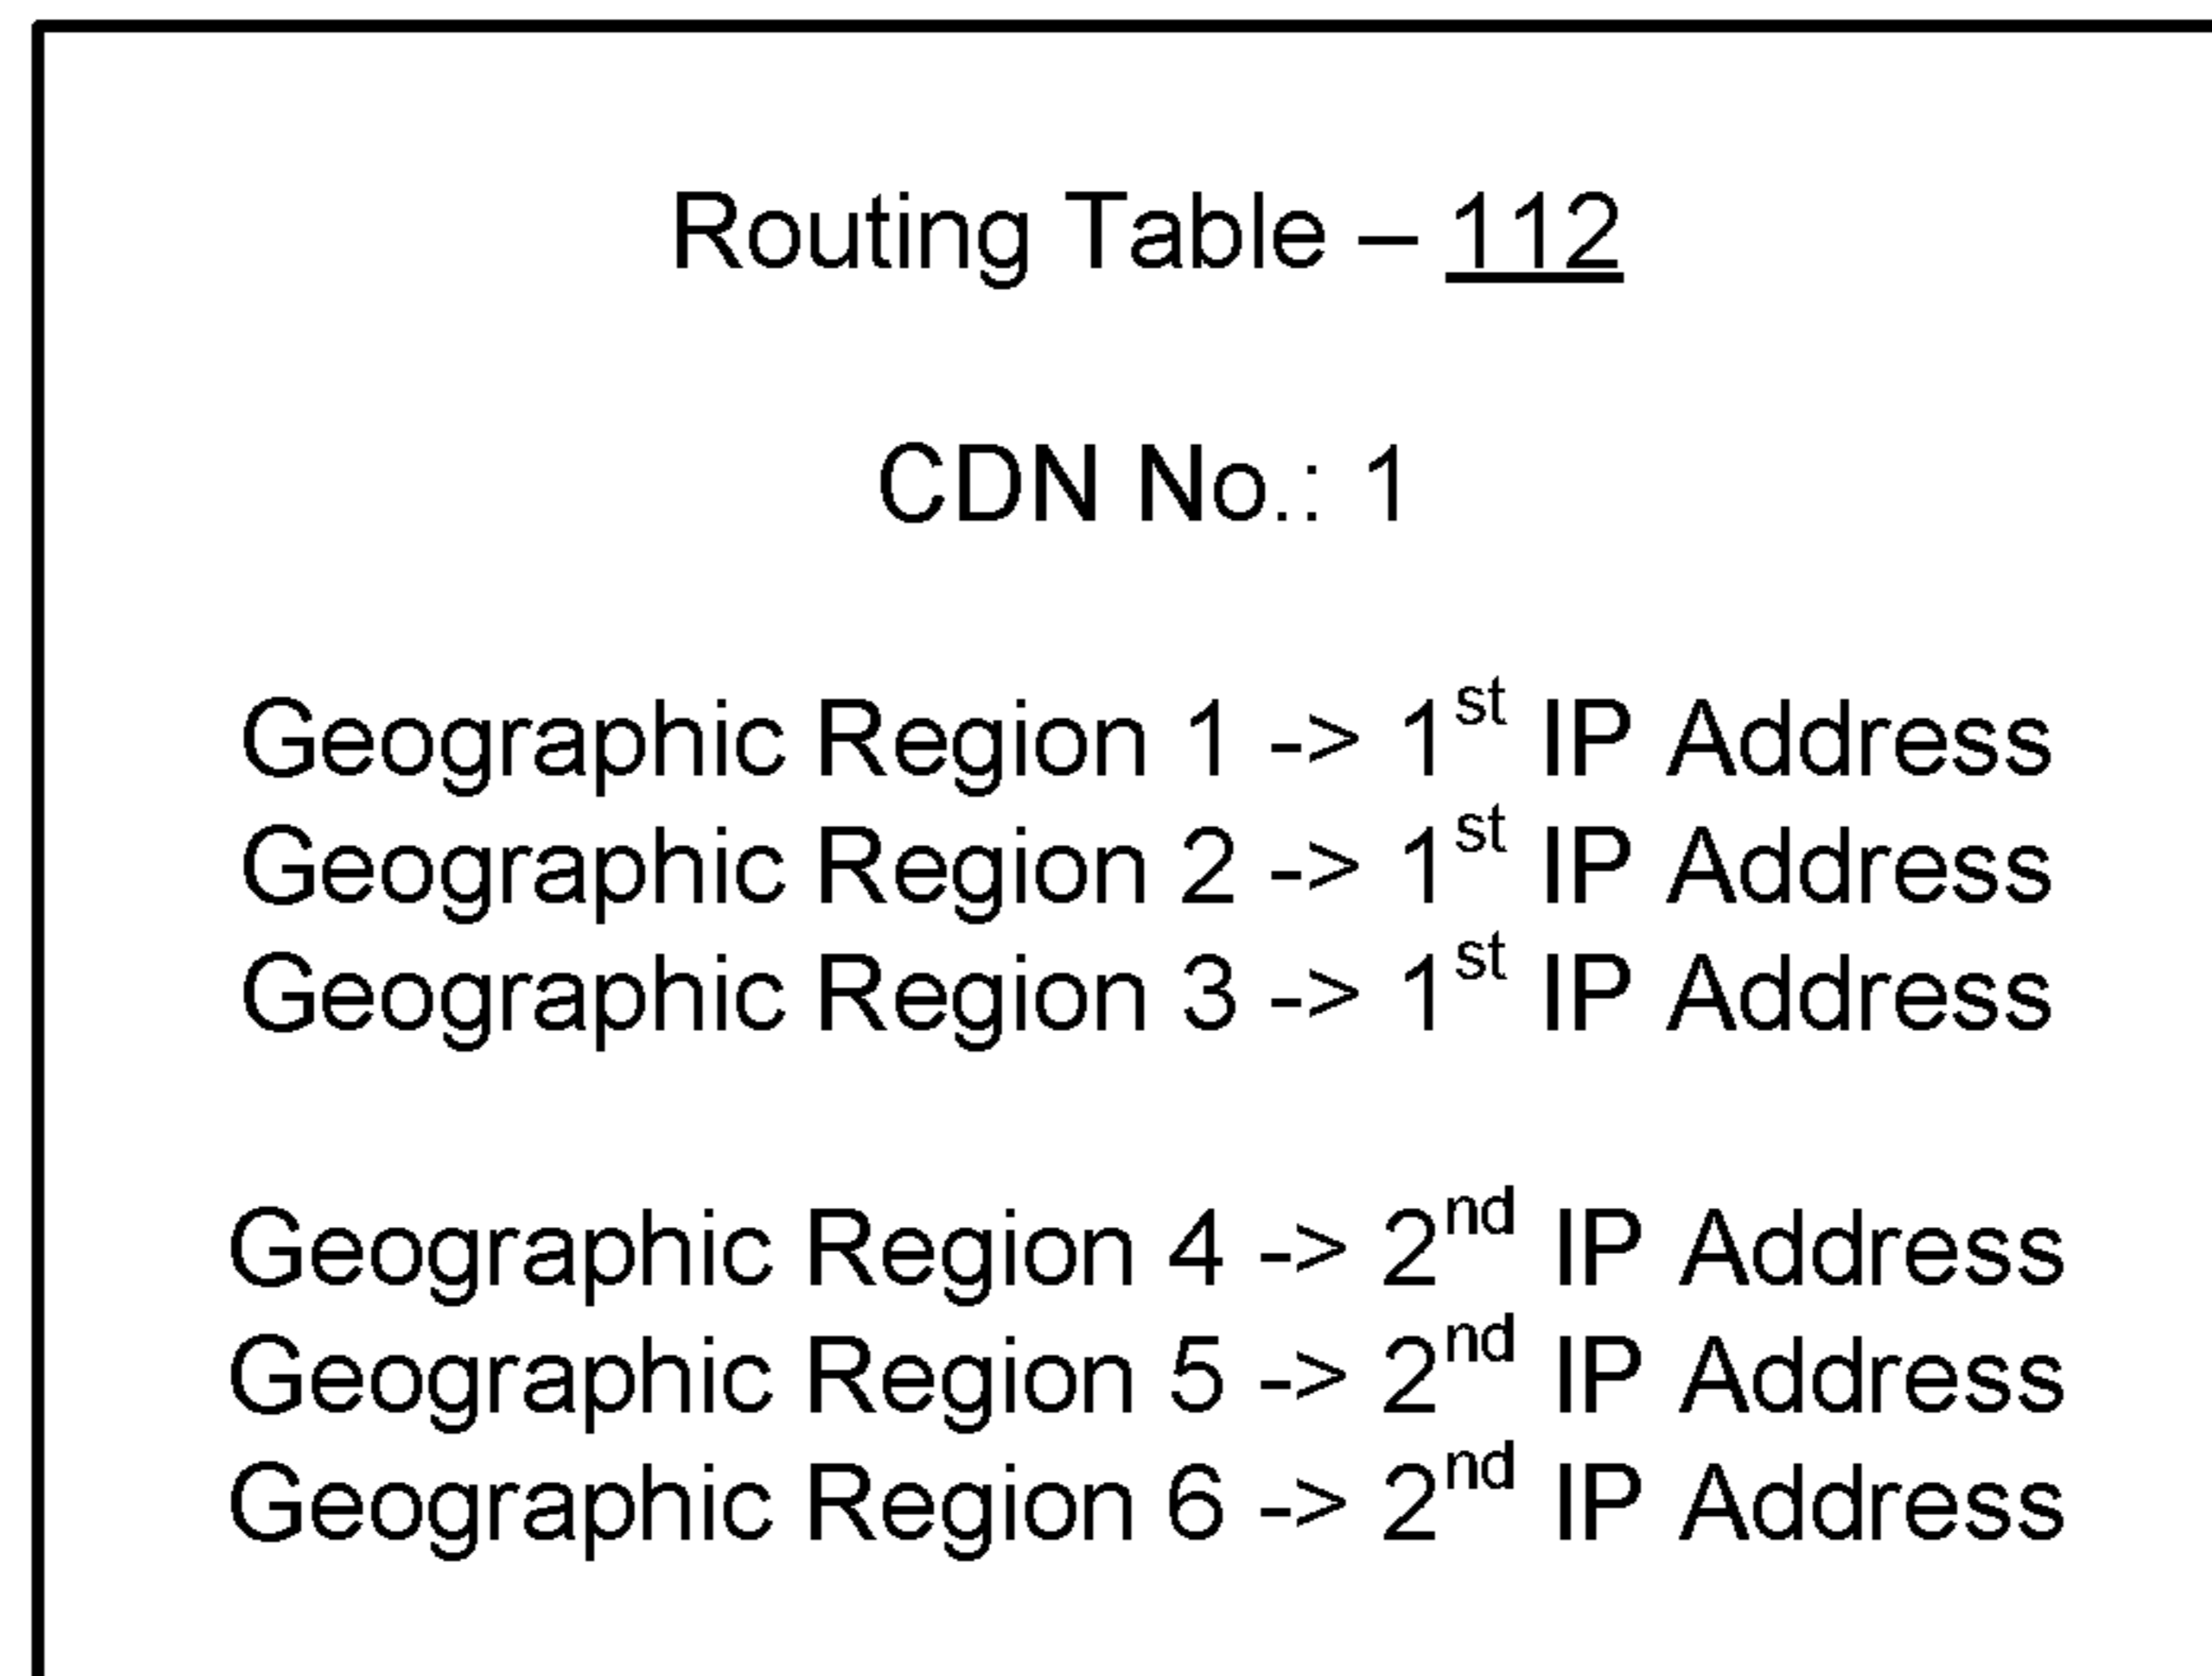 Routing Table – 112
CDN No.: 1
Geographic Region 1 -> 1st IP Address
Geographic Region 2 -> 1st IP Address
Geographic Region 3 -> 1st IP Address
Geographic Region 4 -> 2nd IP Address
Geographic Region 5 -> 2nd IP Address
Geographic Region 6 -> 2nd IP Address